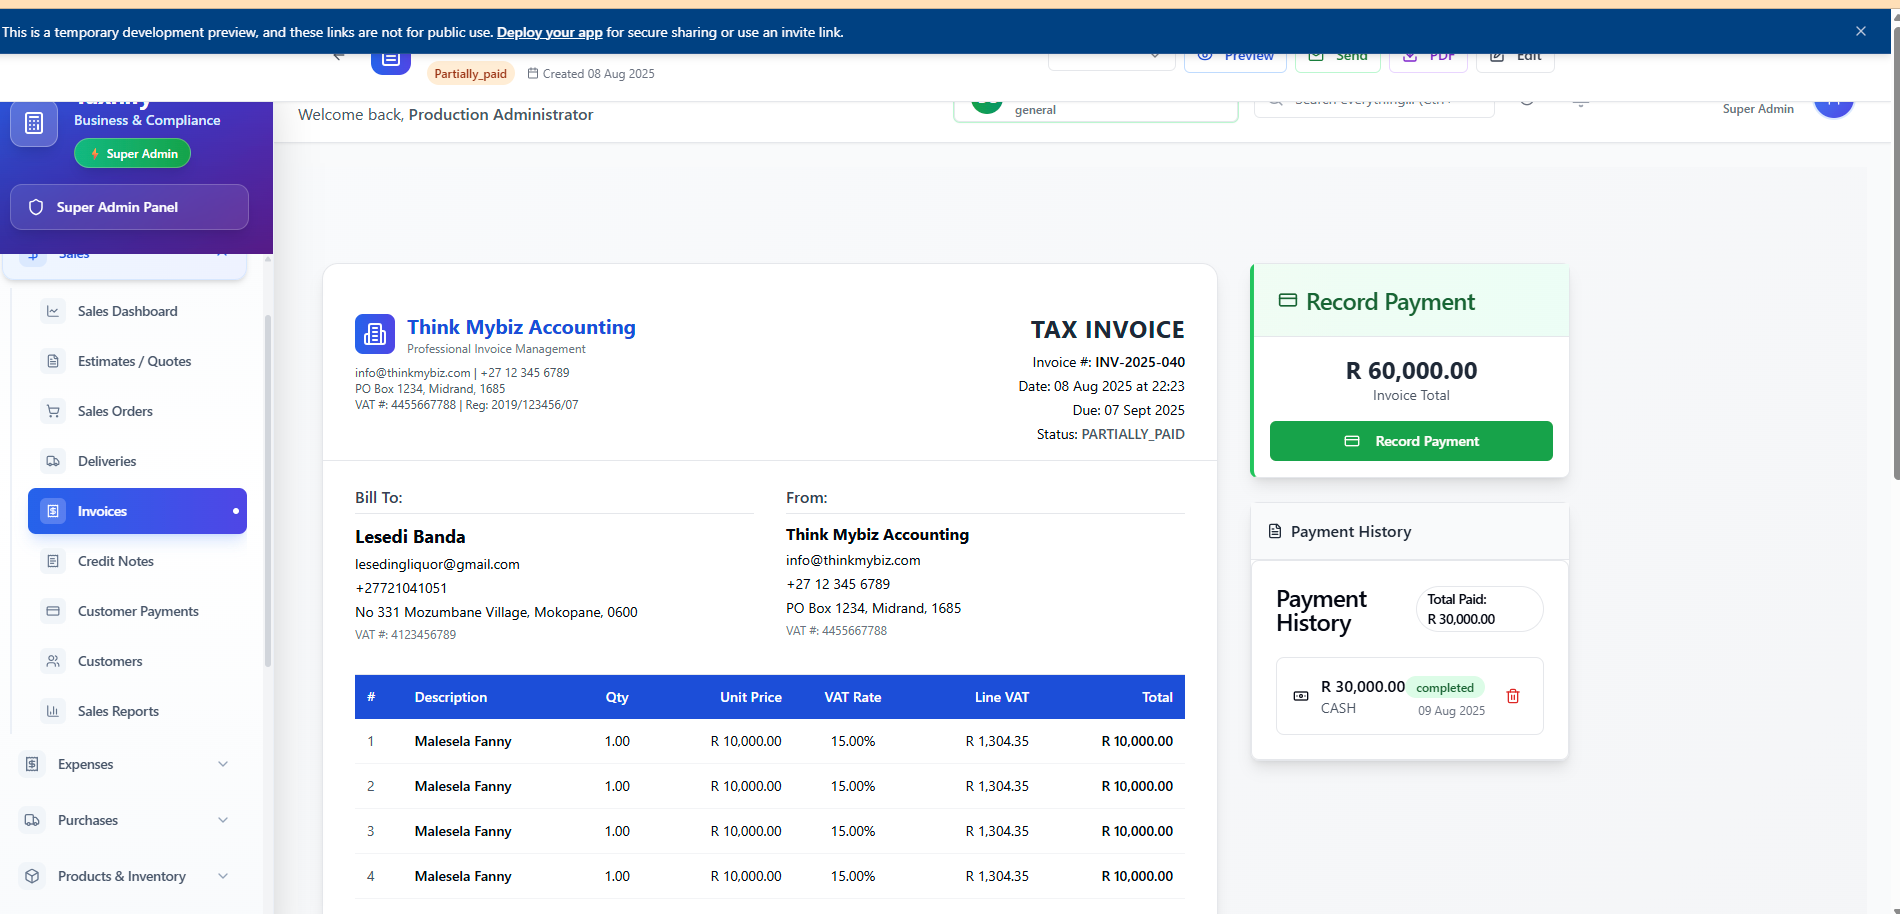 This is a temporary development preview, and these links are not for public use. Deploy your app for secure sharing or use an invite link.
Preview
Send
PDF
Edit
Partially_paid
Created 08 Aug 2025
Business & Compliance
Super Admin
Super Admin Panel
Welcome back, Production Administrator
general
Super Admin
Sales
Sales Dashboard
Estimates / Quotes
Sales Orders
Deliveries
Invoices
Credit Notes
Customer Payments
Customers
Sales Reports
Expenses
Purchases
Products & Inventory
Think Mybiz Accounting
Professional Invoice Management
info@thinkmybiz.com | +27 12 345 6789
PO Box 1234, Midrand, 1685
VAT #: 4455667788 | Reg: 2019/123456/07
TAX INVOICE
Invoice #: INV-2025-040
Date: 08 Aug 2025 at 22:23
Due: 07 Sept 2025
Status: PARTIALLY_PAID
Bill To:
Lesedi Banda
lesedingliquor@gmail.com
+27721041051
No 331 Mozumbane Village, Mokopane, 0600
VAT #: 4123456789
From:
Think Mybiz Accounting
info@thinkmybiz.com
+27 12 345 6789
PO Box 1234, Midrand, 1685
VAT #: 4455667788
# Description Qty Unit Price VAT Rate Line VAT Total
1 Malesela Fanny 1.00 R 10,000.00 15.00% R 1,304.35 R 10,000.00
2 Malesela Fanny 1.00 R 10,000.00 15.00% R 1,304.35 R 10,000.00
3 Malesela Fanny 1.00 R 10,000.00 15.00% R 1,304.35 R 10,000.00
4 Malesela Fanny 1.00 R 10,000.00 15.00% R 1,304.35 R 10,000.00
Record Payment
R 60,000.00
Invoice Total
Record Payment
Payment History
Payment
History
Total Paid:
R 30,000.00
R 30,000.00 completed
CASH 09 Aug 2025